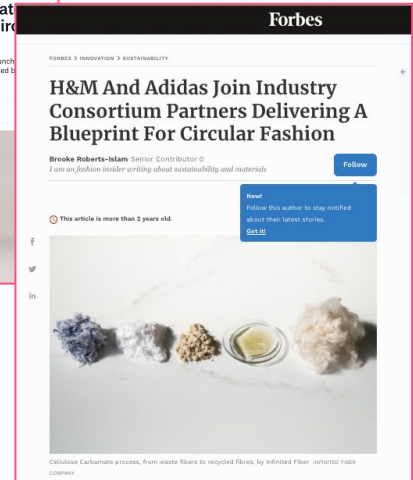 Forbes
FORBES > INNOVATION > SUSTAINABILITY
H&M And Adidas Join Industry
Consortium Partners Delivering A
Blueprint For Circular Fashion
Brooke Roberts-Islam Senior Contributor
I am an fashion insider writing about sustainability and materials
Follow
New!
Follow this author to stay notified
about their latest stories.
Got it!
This article is more than 2 years old.
Cellulose Carbamate process, from waste fibers to recycled fibres, by Infinited Fiber INFINITED FIBER
COMPANY